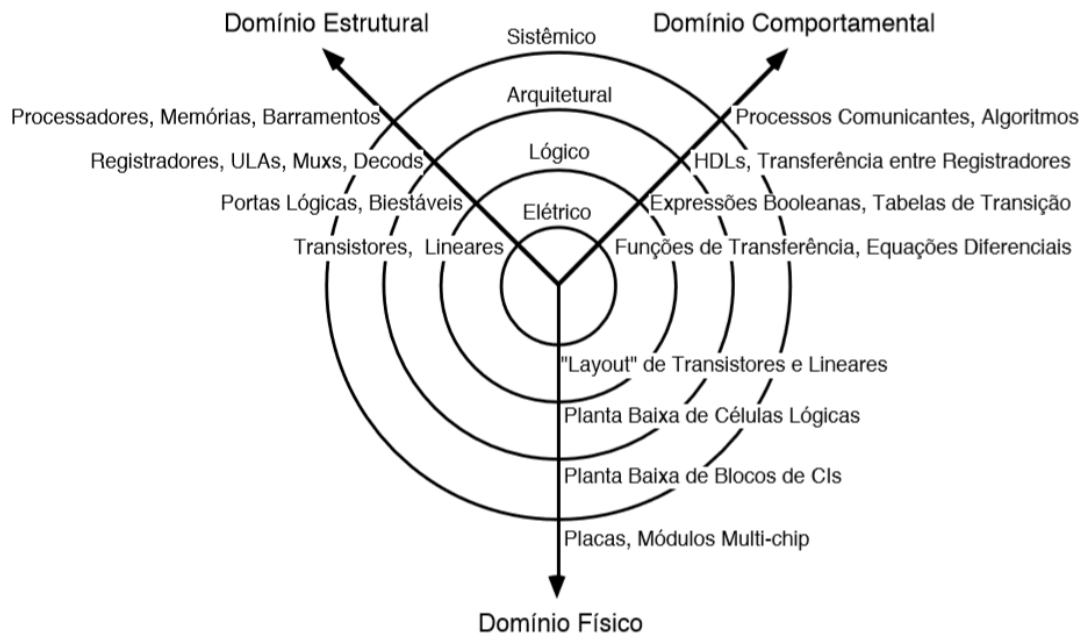 Domínio Estrutural
Domínio Comportamental
Sistêmico
Arquitetural
Processadores, Memórias, Barramentos
Processos Comunicantes, Algoritmos
Lógico
Registradores, ULAs, Muxs, Decods
HDLs, Transferência entre Registradores
Portas Lógicas, Biestáveis
Expressões Booleanas, Tabelas de Transição
Elétrico
Transistores, Lineares
Funções de Transferência, Equações Diferenciais
"Layout" de Transistores e Lineares
Planta Baixa de Células Lógicas
Planta Baixa de Blocos de CIs
Placas, Módulos Multi-chip
Domínio Físico